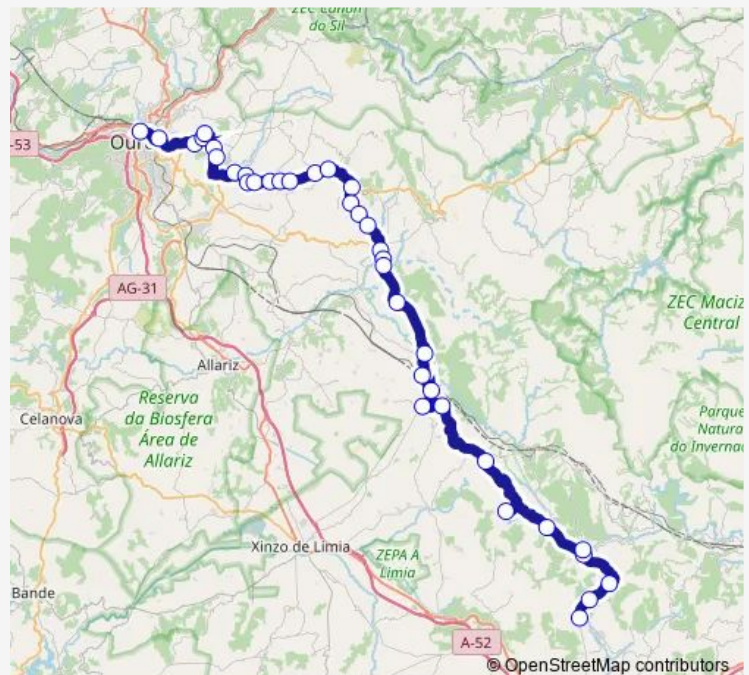 ZEC Canón
do Sil
-53
Our
AG-31
ZEC Maciz
Central
Allariz
Reserva
da Biosfera
Área de
Allariz
Celanova
Parque
Natura
do Inverna
Xinzo de Limia
ZEPA A
Limia
Bande
A-52
© OpenStreetMap contributors